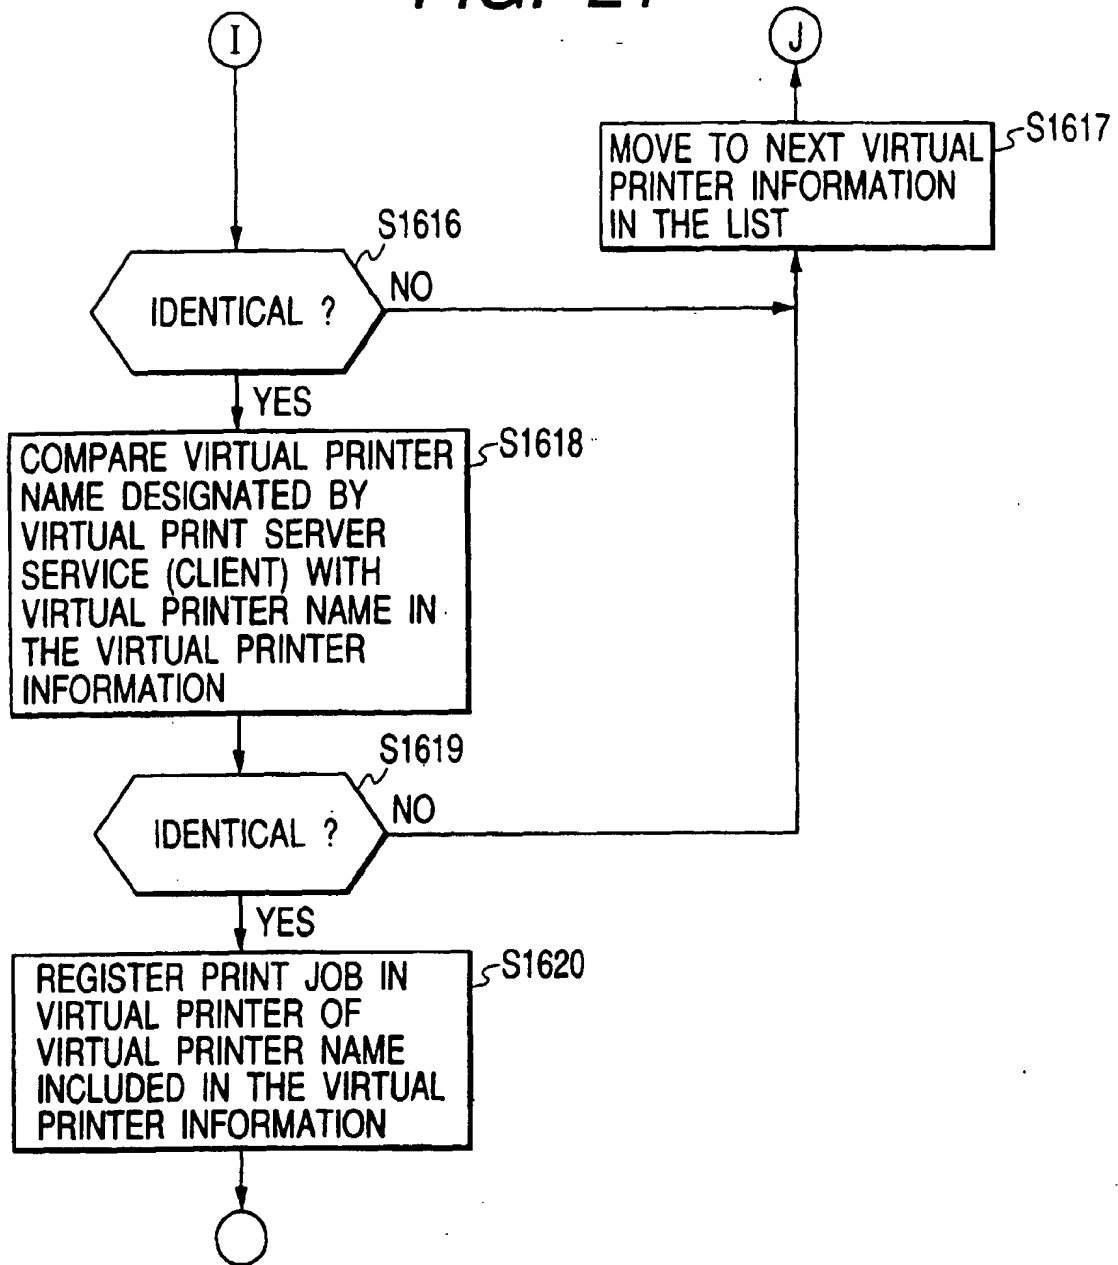 I
J
MOVE TO NEXT VIRTUAL
PRINTER INFORMATION
IN THE LIST
S1617
S1616
IDENTICAL ?
NO
YES
COMPARE VIRTUAL PRINTER
NAME DESIGNATED BY
VIRTUAL PRINT SERVER
SERVICE (CLIENT) WITH
VIRTUAL PRINTER NAME IN
THE VIRTUAL PRINTER
INFORMATION
S1618
S1619
IDENTICAL ?
NO
YES
REGISTER PRINT JOB IN
VIRTUAL PRINTER OF
VIRTUAL PRINTER NAME
INCLUDED IN THE VIRTUAL
PRINTER INFORMATION
S1620